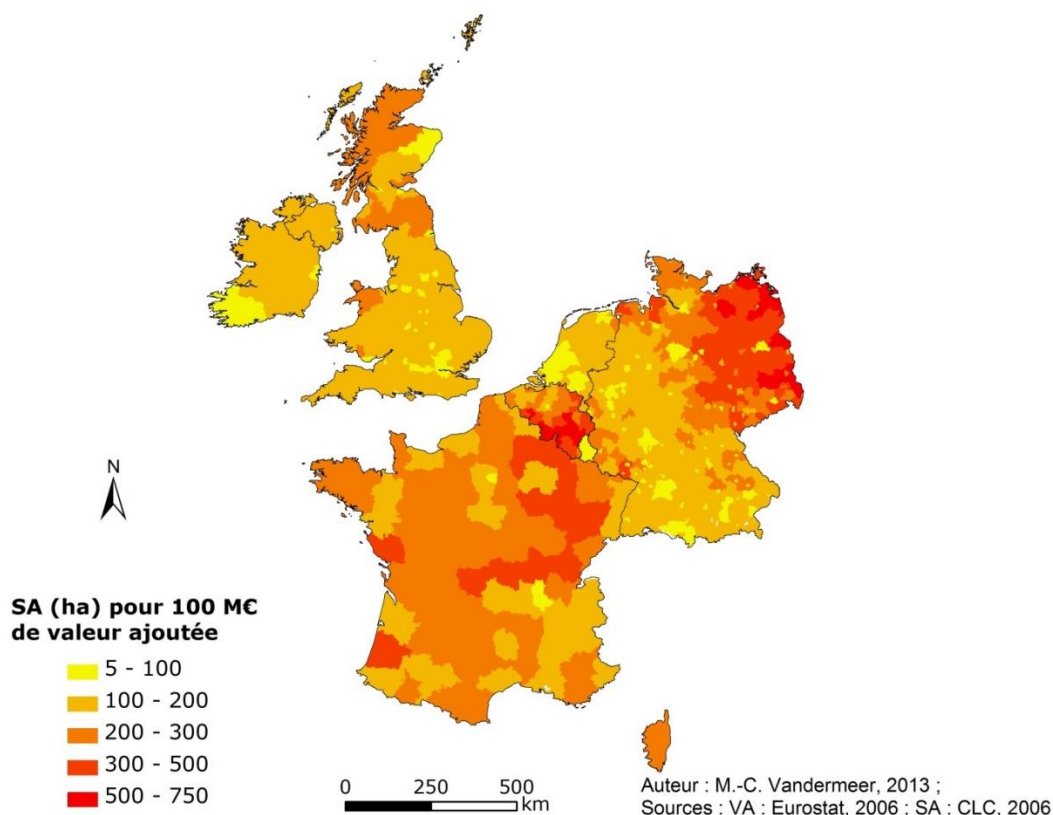 N
SA (ha) pour 100 M€
de valeur ajoutée
5 - 100
100 - 200
200 - 300
300 - 500
500 - 750
0 250 500
km
Auteur : M.-C. Vandermeer, 2013 ;
Sources : VA : Eurostat, 2006 ; SA : CLC, 2006